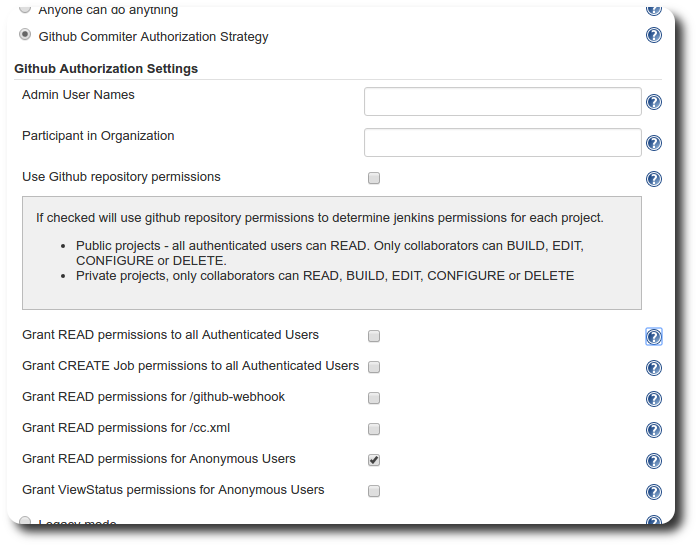 Anyone can do anything
Github Commiter Authorization Strategy
Github Authorization Settings
Admin User Names
Participant in Organization
Use Github repository permissions
If checked will use github repository permissions to determine jenkins permissions for each project.
• Public projects - all authenticated users can READ. Only collaborators can BUILD, EDIT,
CONFIGURE or DELETE.
• Private projects, only collaborators can READ, BUILD, EDIT, CONFIGURE or DELETE
Grant READ permissions to all Authenticated Users
Grant CREATE Job permissions to all Authenticated Users
Grant READ permissions for /github-webhook
Grant READ permissions for /cc.xml
Grant READ permissions for Anonymous Users
Grant ViewStatus permissions for Anonymous Users
Legacy mode